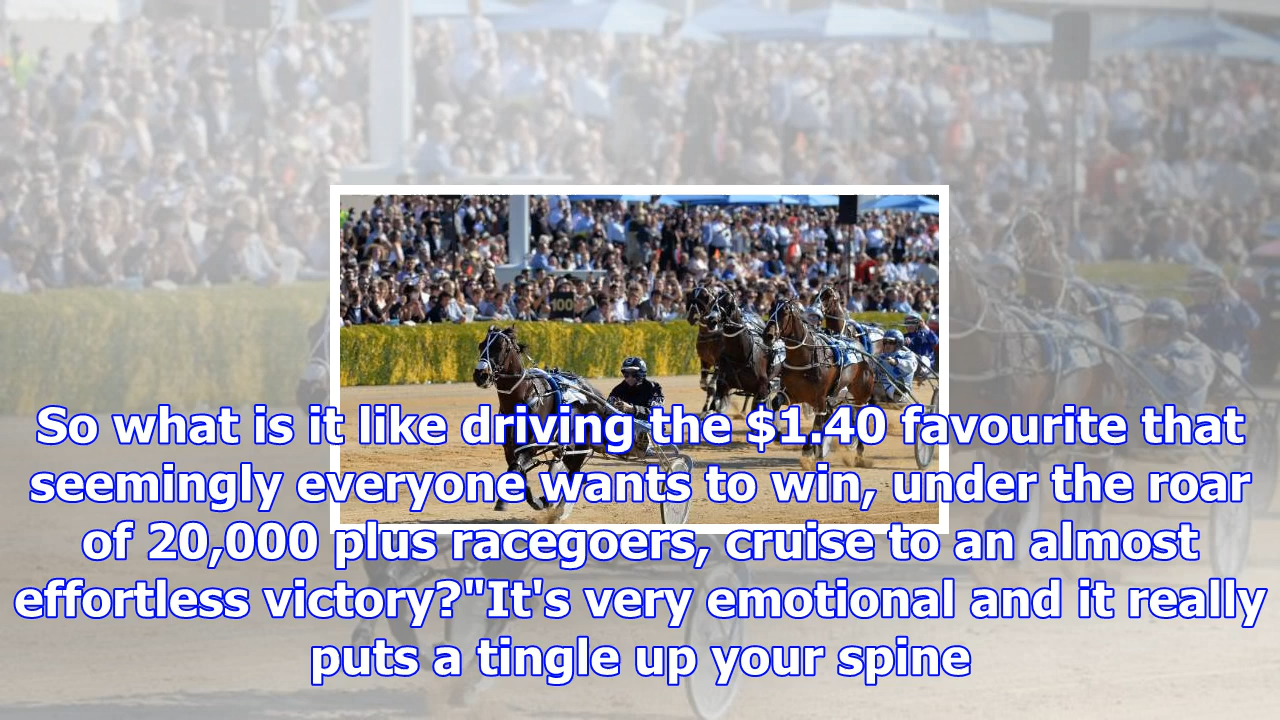 100
So what is it like driving the $1.40 favourite that
seemingly everyone wants to win, under the roar
of 20,000 plus racegoers, cruise to an almost
effortless victory?"It's very emotional and it really
puts a tingle up your spine